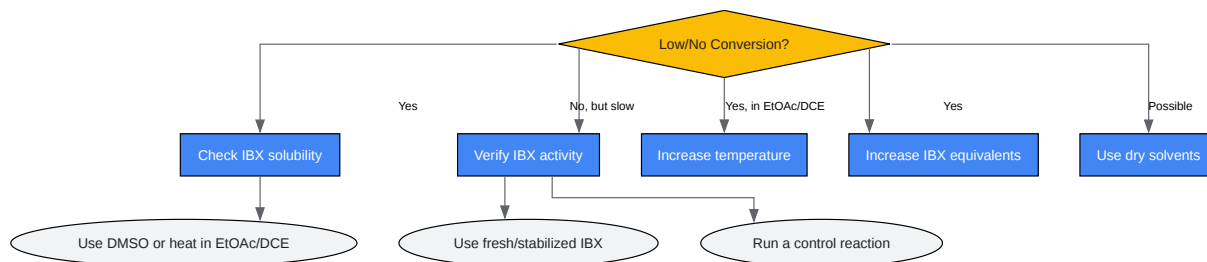 Low/No Conversion?
Yes
No, but slow
Yes, in EtOAc/DCE
Yes
Possible
Check IBX solubility
Verify IBX activity
Increase temperature
Increase IBX equivalents
Use dry solvents
Use DMSO or heat in EtOAc/DCE
Use fresh/stabilized IBX
Run a control reaction